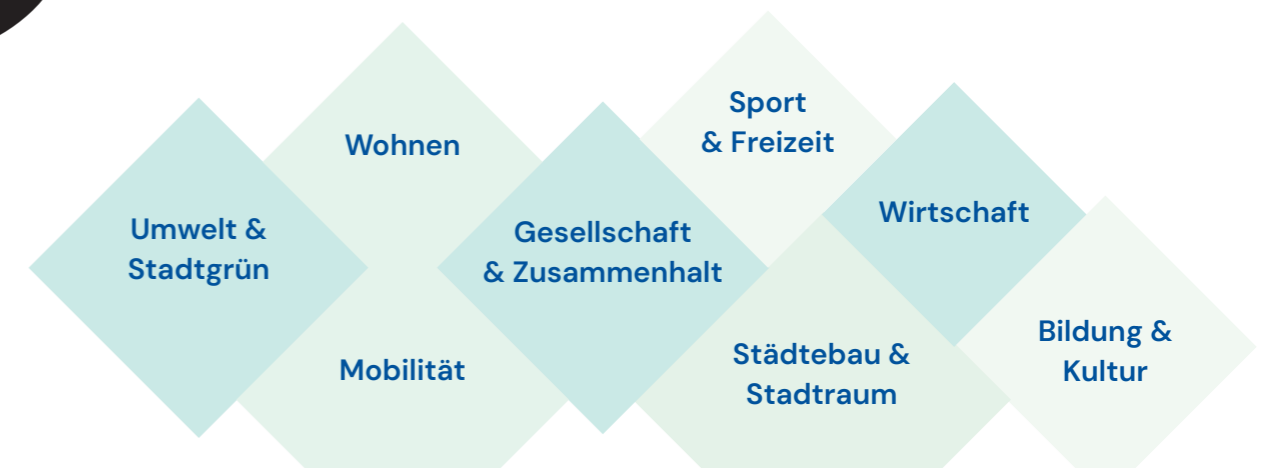 Umwelt &
Stadtgrün
Wohnen
Mobilität
Gesellschaft
& Zusammenhalt
Sport
& Freizeit
Städtebau &
Stadtraum
Wirtschaft
Bildung &
Kultur